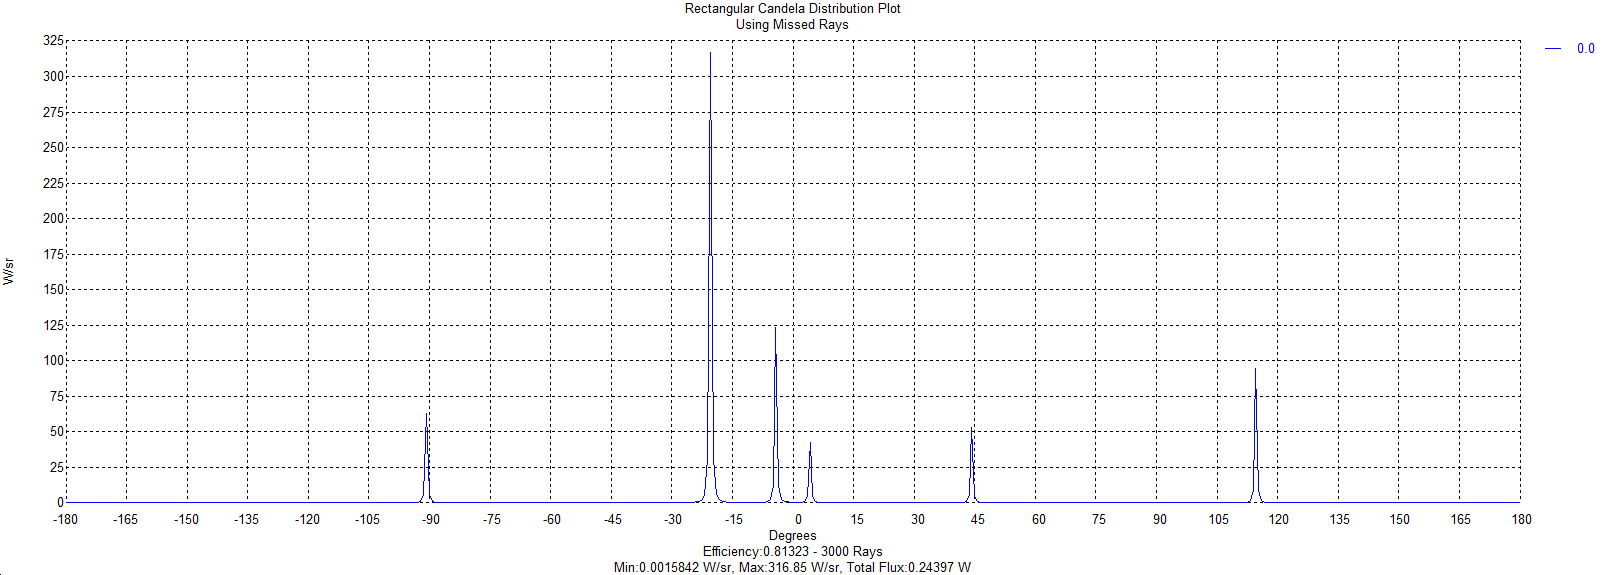 Rectangular Candela Distribution Plot
Using Missed Rays
325
300
275
250
225
200
175
150
125
100
75
50
25
0
W/sr
-180 -165 -150 -135 -120 -105 -90 -75 -60 -45 -30 -15 0 15 30 45 60 75 90 105 120 135 150 165 180
Degrees
Efficiency:0.81323 - 3000 Rays
Min:0.0015842 W/sr, Max:316.85 W/sr, Total Flux:0.24397 W
0.0